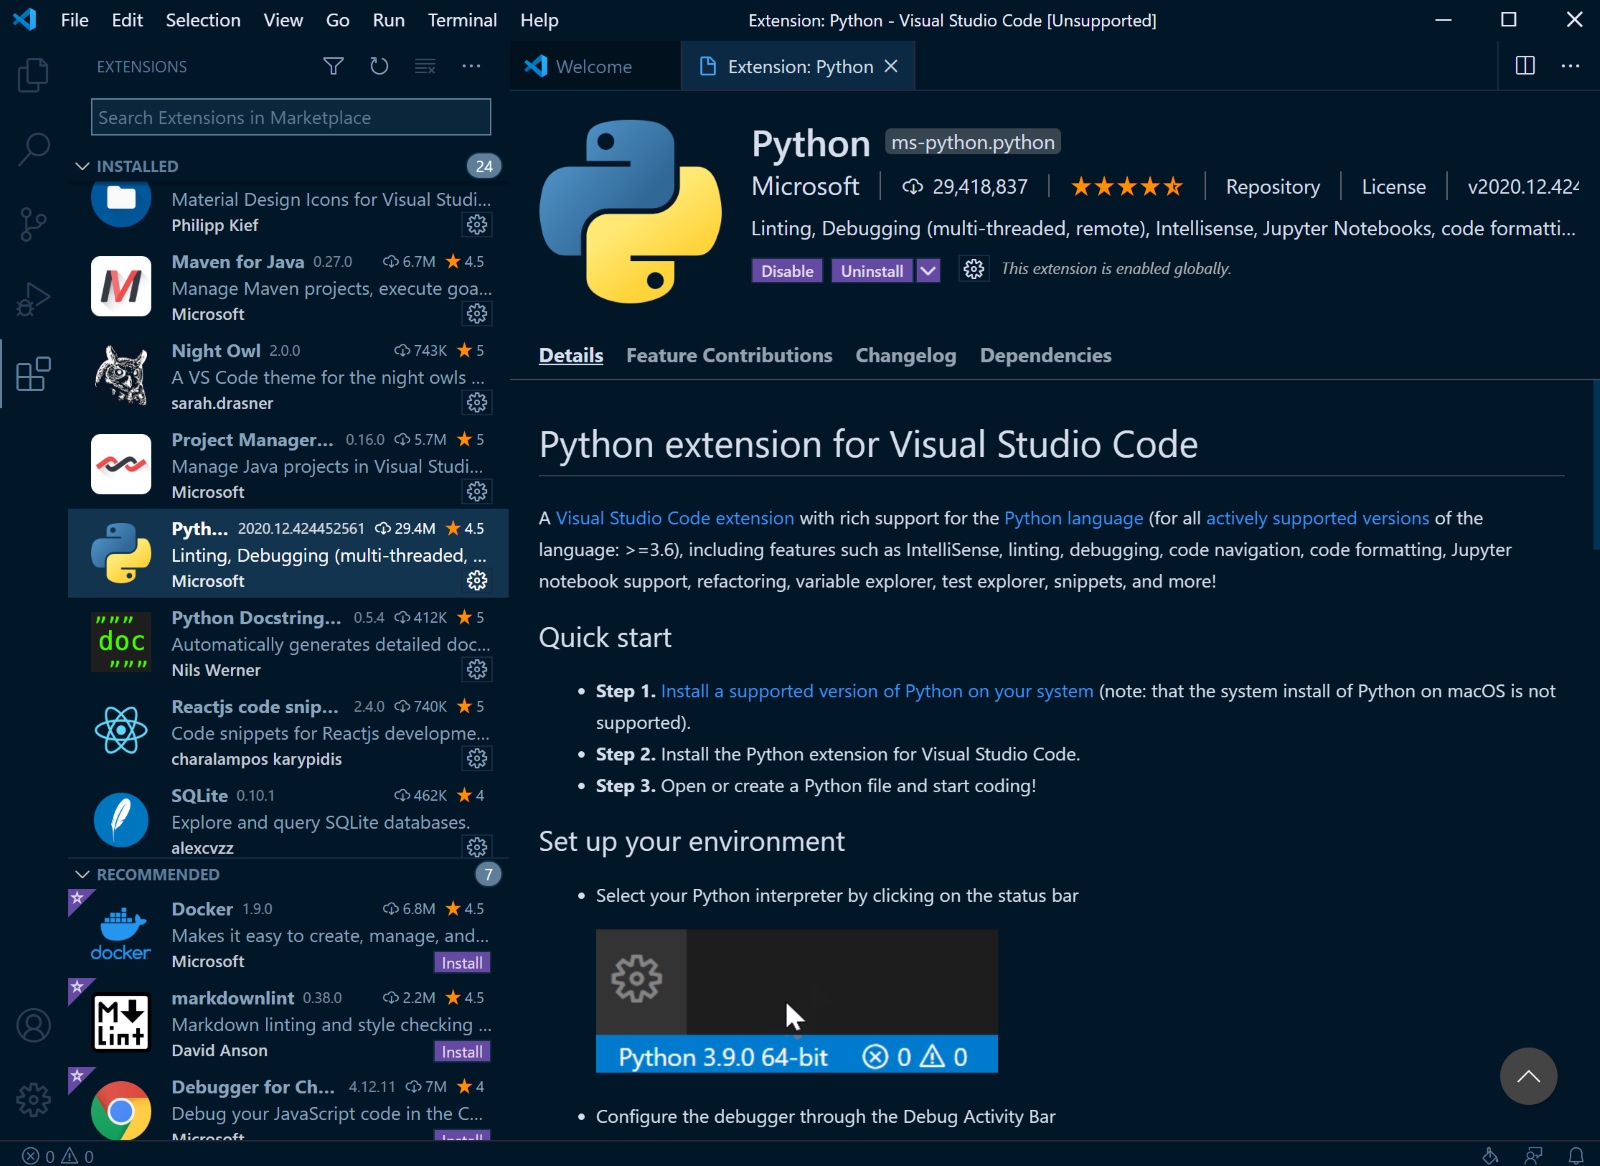 File Edit Selection View Go Run Terminal Help
Extension: Python - Visual Studio Code [Unsupported]
EXTENSIONS
Search Extensions in Marketplace
INSTALLED 24
Material Design Icons for Visual Studi...
Philipp Kief
Maven for Java 0.27.0 6.7M 4.5
Manage Maven projects, execute goa...
Microsoft
Night Owl 2.0.0 743K 5
A VS Code theme for the night owls ...
sarah.drasner
Project Manager... 0.16.0 5.7M 5
Manage Java projects in Visual Studi...
Microsoft
Pyth... 2020.12.424452561 29.4M 4.5
Linting, Debugging (multi-threaded, ...
Microsoft
""" 
doc
"""
Python Docstring... 0.5.4 412K 5
Automatically generates detailed doc...
Nils Werner
Reactjs code snip... 2.4.0 740K 5
Code snippets for Reactjs developme...
charalampos karypidis
SQLite 0.10.1 462K 4
Explore and query SQLite databases.
alexcvzz
RECOMMENDED 7
docker
Docker 1.9.0 6.8M 4.5
Makes it easy to create, manage, and...
Microsoft Install
M
Lint
markdownlint 0.38.0 2.2M 4.5
Markdown linting and style checking ...
David Anson Install
Debugger for Ch... 4.12.11 7M 4
Debug your JavaScript code in the C...
Microsoft Install
Welcome
Extension: Python
Python ms-python.python
Microsoft 29,418,837 Repository License v2020.12.424
Linting, Debugging (multi-threaded, remote), Intellisense, Jupyter Notebooks, code formatti...
Disable Uninstall This extension is enabled globally.
Details Feature Contributions Changelog Dependencies
Python extension for Visual Studio Code
A Visual Studio Code extension with rich support for the Python language (for all actively supported versions of the
language: >=3.6), including features such as IntelliSense, linting, debugging, code navigation, code formatting, Jupyter
notebook support, refactoring, variable explorer, test explorer, snippets, and more!
Quick start
• Step 1. Install a supported version of Python on your system (note: that the system install of Python on macOS is not
supported).
• Step 2. Install the Python extension for Visual Studio Code.
• Step 3. Open or create a Python file and start coding!
Set up your environment
• Select your Python interpreter by clicking on the status bar
Python 3.9.0 64-bit 0 0
• Configure the debugger through the Debug Activity Bar
0 0